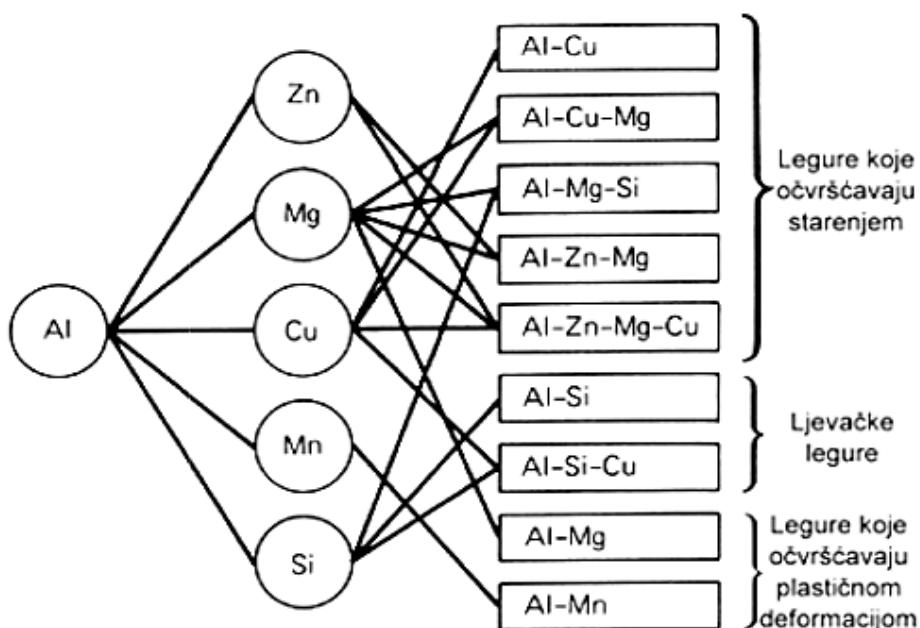 Al
Zn
Mg
Cu
Mn
Si
Al-Cu
Al-Cu-Mg
Al-Mg-Si
Al-Zn-Mg
Al-Zn-Mg-Cu
Al-Si
Al-Si-Cu
Al-Mg
Al-Mn
Legure koje
očvršćavaju
starenjem
Ljevačke
legure
Legure koje
očvršćavaju
plastičnom
deformacijom